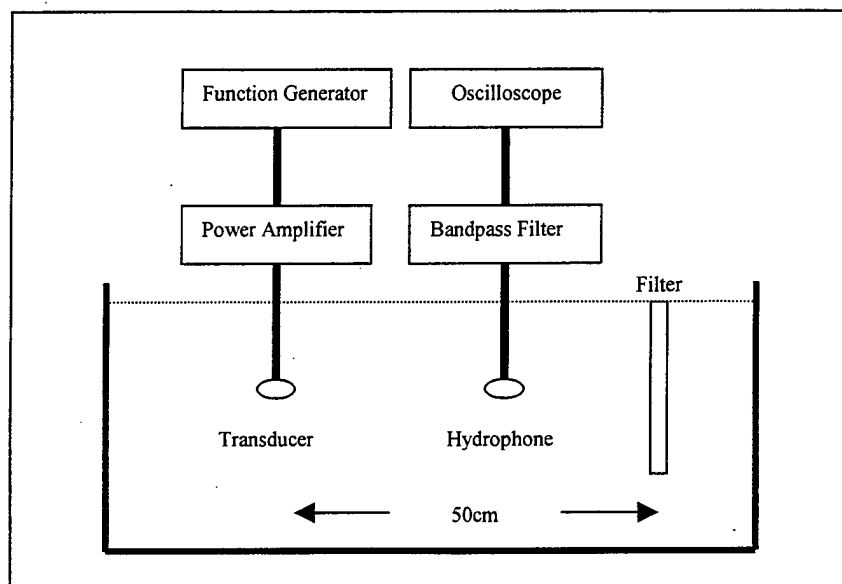 Function Generator
Oscilloscope
Power Amplifier
Bandpass Filter
Filter
Transducer
Hydrophone
50cm